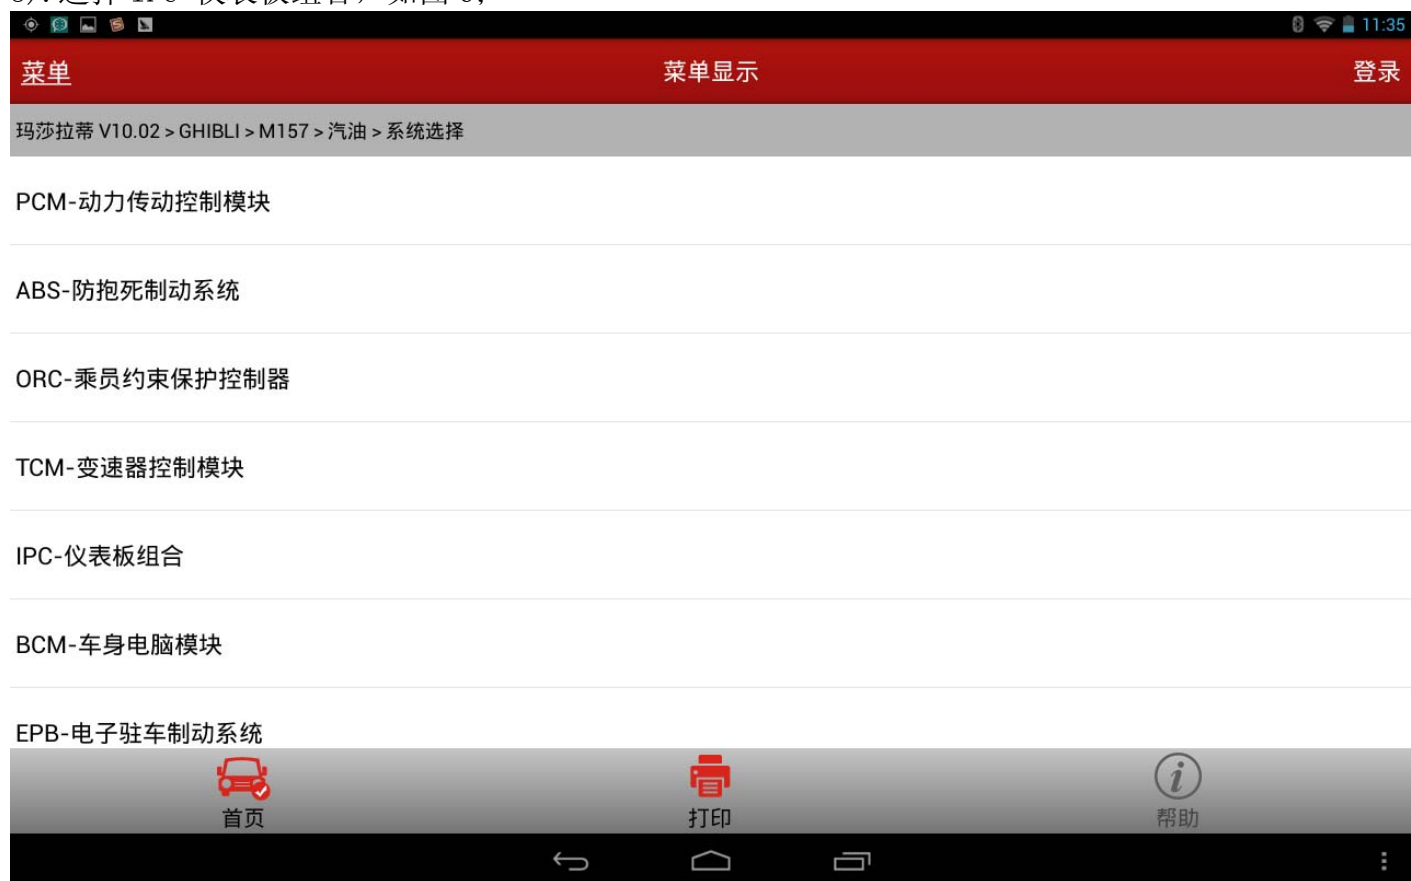 11:35
菜单 菜单显示 登录
玛莎拉蒂 V10.02 > GHIBLI > M157 > 汽油 > 系统选择
PCM-动力传动控制模块
ABS-防抱死制动系统
ORC-乘员约束保护控制器
TCM-变速器控制模块
IPC-仪表板组合
BCM-车身电脑模块
EPB-电子驻车制动系统
首页 打印 帮助